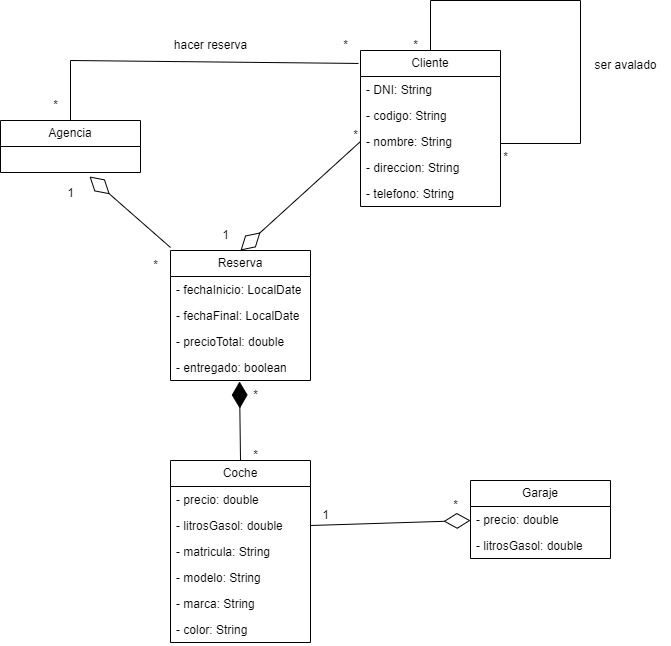 hacer reserva
*
*
Cliente
ser avalado
- DNI: String
- codigo: String
- nombre: String
- direccion: String
- telefono: String
*
*
*
Agencia
1
*
1
Reserva
- fechaInicio: LocalDate
- fechaFinal: LocalDate
- precioTotal: double
- entregado: boolean
*
*
Coche
- precio: double
- litrosGasol: double
- matricula: String
- modelo: String
- marca: String
- color: String
1
*
Garaje
- precio: double
- litrosGasol: double